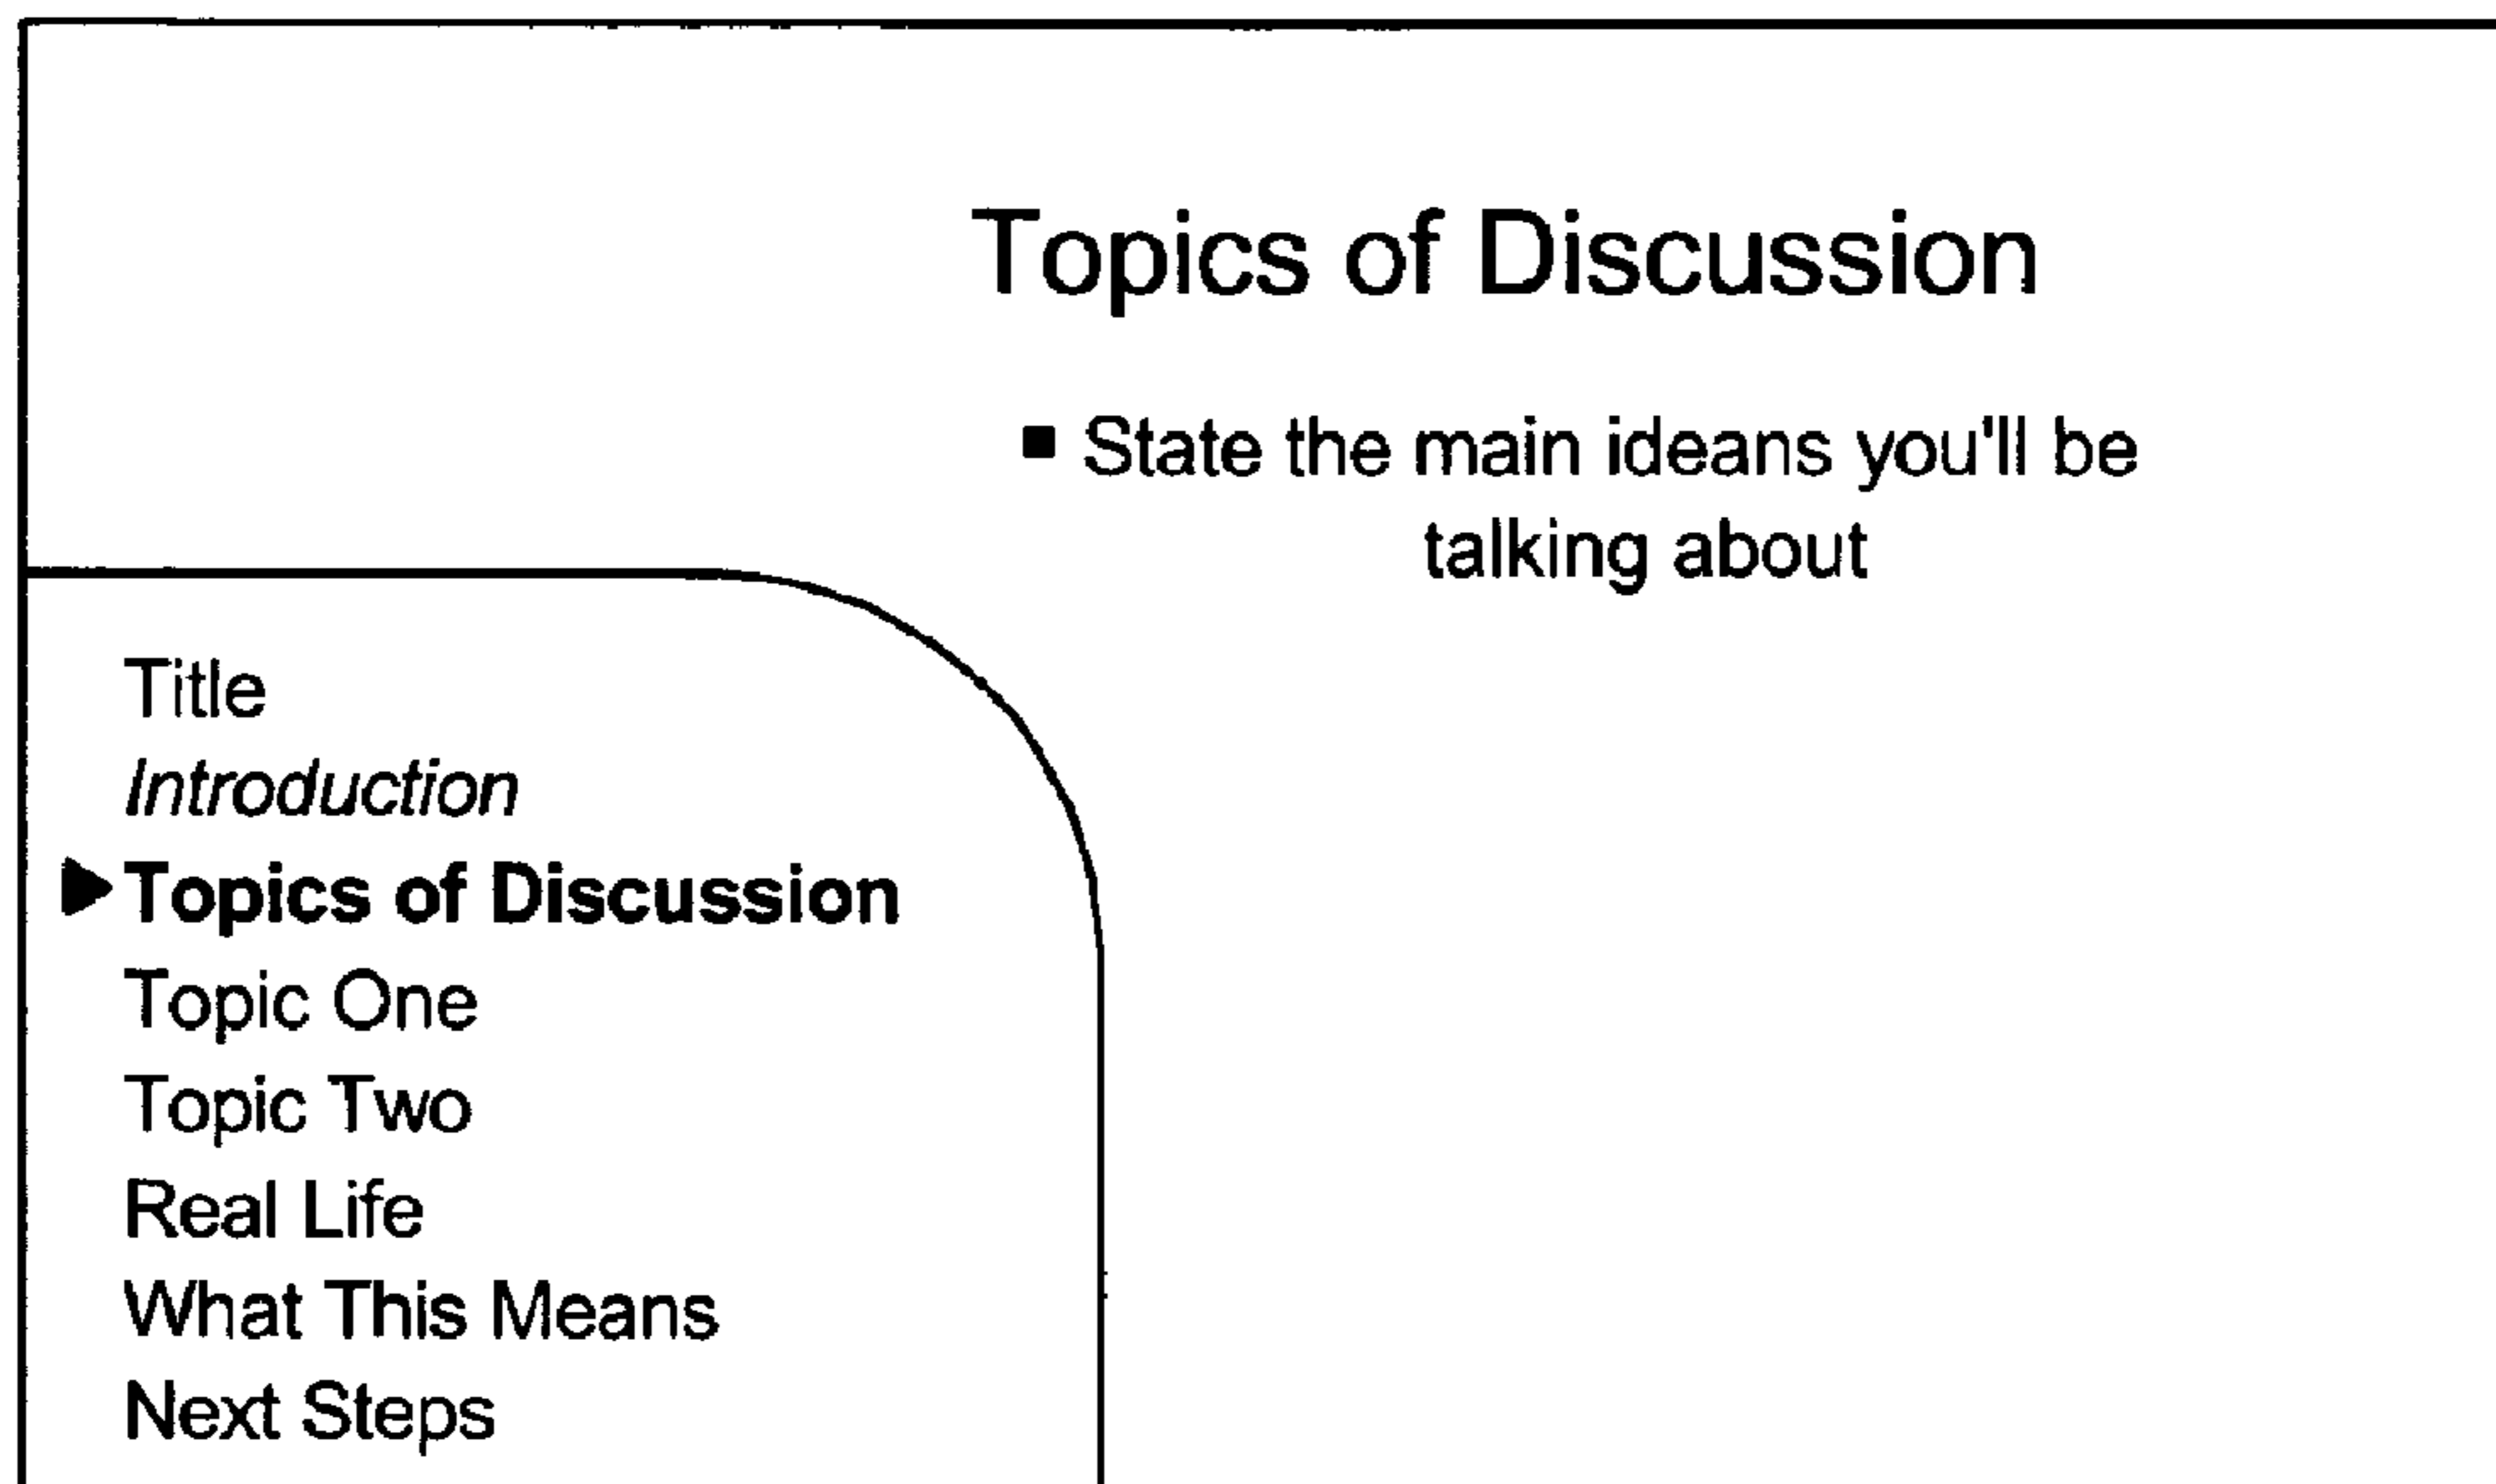 Topics of Discussion
■ State the main ideans you'll be
talking about
Title
Introduction
Topics of Discussion
Topic One
Topic Two
Real Life
What This Means
Next Steps